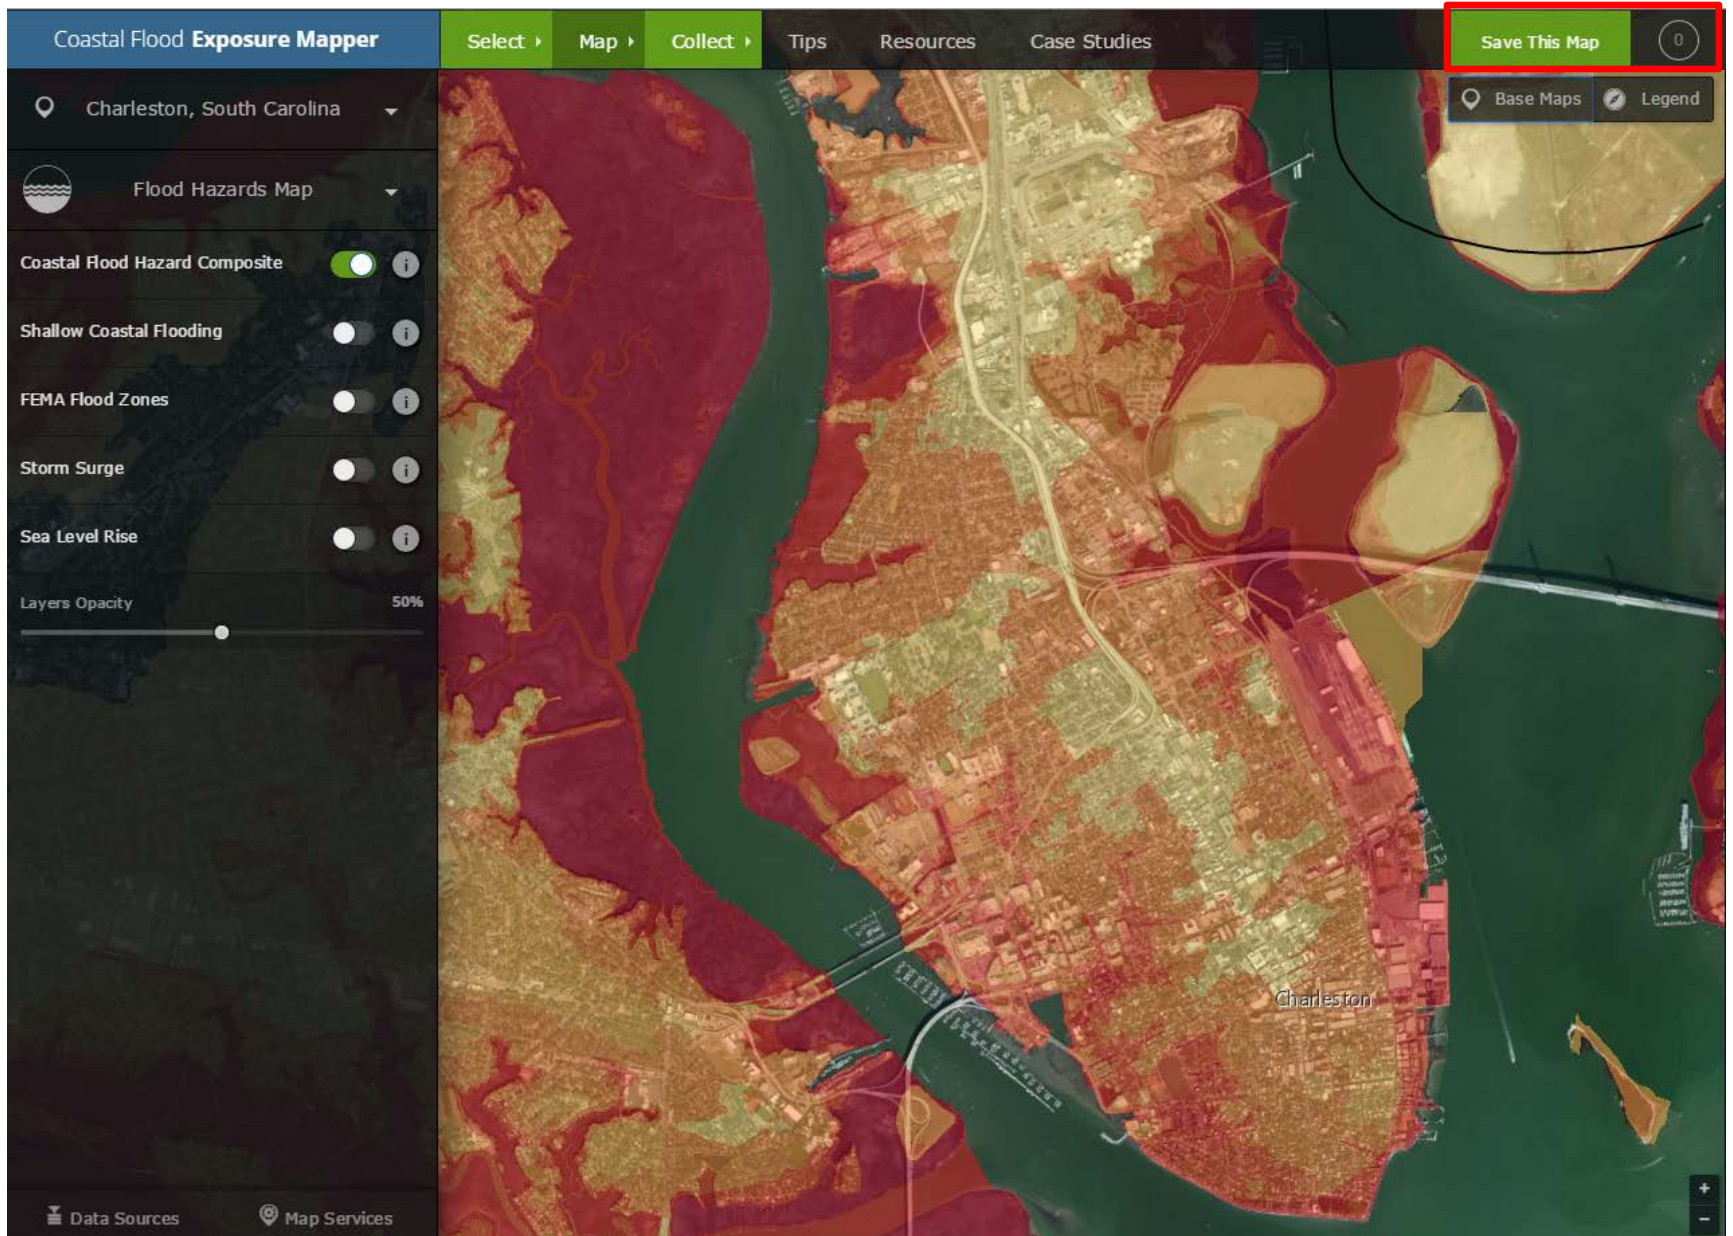 Coastal Flood Exposure Mapper
Select
Map
Collect
Tips
Resources
Case Studies
Save This Map
0
Charleston, South Carolina
Base Maps
Legend
Flood Hazards Map
Coastal Flood Hazard Composite
i
Shallow Coastal Flooding
i
FEMA Flood Zones
i
Storm Surge
i
Sea Level Rise
i
Layers Opacity
50%
Charleston
+
−
Data Sources
Map Services